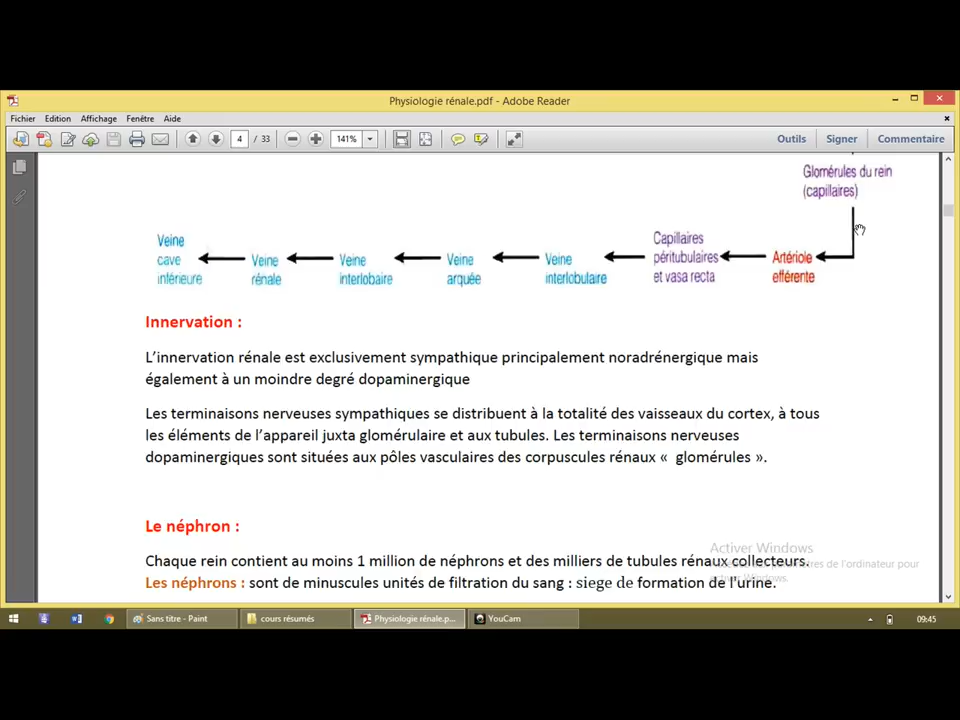 Physiologie rénale.pdf - Adobe Reader
Fichier Edition Affichage Fenêtre Aide
4 / 33 141% Outils Signer Commentaire
Glomérules du rein
(capillaires)
Veine
cave
inférieure
Veine
rénale
Veine
interlobaire
Veine
arquée
Veine
interlobulaire
Capillaires
péritubulaires
et vasa recta
Artériole
efférente
Innervation :
L'innervation rénale est exclusivement sympathique principalement noradrénergique mais
également à un moindre degré dopaminergique
Les terminaisons nerveuses sympathiques se distribuent à la totalité des vaisseaux du cortex, à tous
les éléments de l'appareil juxta glomérulaire et aux tubules. Les terminaisons nerveuses
dopaminergiques sont situées aux pôles vasculaires des corpuscules rénaux « glomérules ».
Le néphron :
Chaque rein contient au moins 1 million de néphrons et des milliers de tubules rénaux collecteurs.
Les néphrons : sont de minuscules unités de filtration du sang : siege de formation de l'urine.
Activer Windows
paramètres de l'ordinateur pour
activer Windows.
Sans titre - Paint cours résumés Physiologie rénale.p... YouCam 09:45